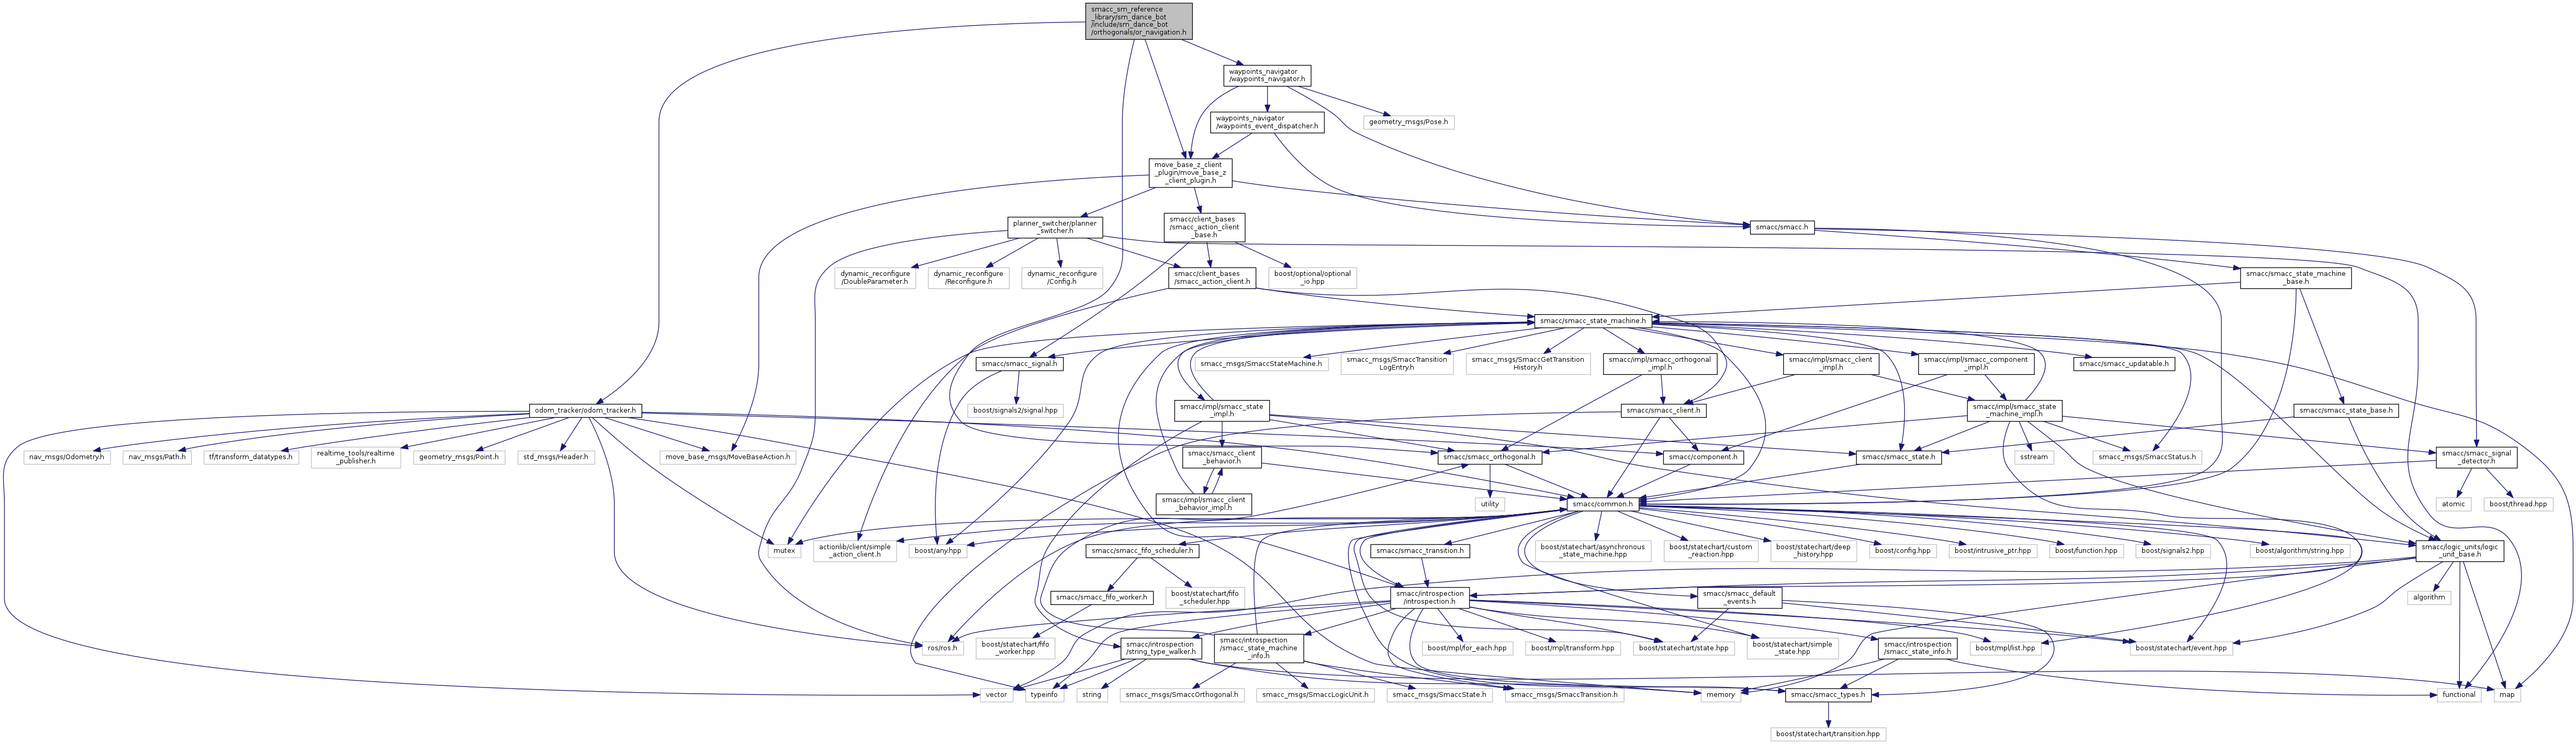 smacc_sm_reference
_library/sm_dance_bot
/include/sm_dance_bot
/orthogonals/or_navigation.h
waypoints_navigator
/waypoints_navigator.h
waypoints_navigator
/waypoints_event_dispatcher.h
geometry_msgs/Pose.h
move_base_z_client
_plugin/move_base_z
_client_plugin.h
planner_switcher/planner
_switcher.h
smacc/client_bases
/smacc_action_client
_base.h
smacc/smacc.h
dynamic_reconfigure
/DoubleParameter.h
dynamic_reconfigure
/Reconfigure.h
dynamic_reconfigure
/Config.h
smacc/client_bases
/smacc_action_client.h
boost/optional/optional
_io.hpp
smacc/smacc_state_machine
_base.h
smacc/smacc_state_machine.h
smacc/smacc_signal.h
smacc_msgs/SmaccStateMachine.h
smacc_msgs/SmaccTransition
LogEntry.h
smacc_msgs/SmaccGetTransition
History.h
smacc/impl/smacc_orthogonal
_impl.h
smacc/impl/smacc_client
_impl.h
smacc/impl/smacc_component
_impl.h
smacc/smacc_updatable.h
odom_tracker/odom_tracker.h
boost/signals2/signal.hpp
smacc/impl/smacc_state
_impl.h
smacc/smacc_client.h
smacc/impl/smacc_state
_machine_impl.h
smacc/smacc_state_base.h
nav_msgs/Odometry.h
nav_msgs/Path.h
tf/transform_datatypes.h
realtime_tools/realtime
_publisher.h
geometry_msgs/Point.h
std_msgs/Header.h
move_base_msgs/MoveBaseAction.h
smacc/smacc_client
_behavior.h
smacc/smacc_orthogonal.h
smacc/component.h
smacc/smacc_state.h
sstream
smacc_msgs/SmaccStatus.h
smacc/smacc_signal
_detector.h
smacc/impl/smacc_client
_behavior_impl.h
utility
smacc/common.h
atomic
boost/thread.hpp
mutex
actionlib/client/simple
_action_client.h
boost/any.hpp
smacc/smacc_fifo_scheduler.h
smacc/smacc_transition.h
boost/statechart/asynchronous
_state_machine.hpp
boost/statechart/custom
_reaction.hpp
boost/statechart/deep
_history.hpp
boost/config.hpp
boost/intrusive_ptr.hpp
boost/function.hpp
boost/signals2.hpp
boost/algorithm/string.hpp
smacc/logic_units/logic
_unit_base.h
smacc/smacc_fifo_worker.h
boost/statechart/fifo
_scheduler.hpp
smacc/introspection
/introspection.h
smacc/smacc_default
_events.h
algorithm
ros/ros.h
boost/statechart/fifo
_worker.hpp
smacc/introspection
/string_type_walker.h
smacc/introspection
/smacc_state_machine
_info.h
boost/mpl/for_each.hpp
boost/mpl/transform.hpp
boost/statechart/state.hpp
boost/statechart/simple
_state.hpp
smacc/introspection
/smacc_state_info.h
boost/mpl/list.hpp
boost/statechart/event.hpp
vector
typeinfo
string
smacc_msgs/SmaccOrthogonal.h
smacc_msgs/SmaccLogicUnit.h
smacc_msgs/SmaccState.h
smacc_msgs/SmaccTransition.h
memory
smacc/smacc_types.h
functional
map
boost/statechart/transition.hpp